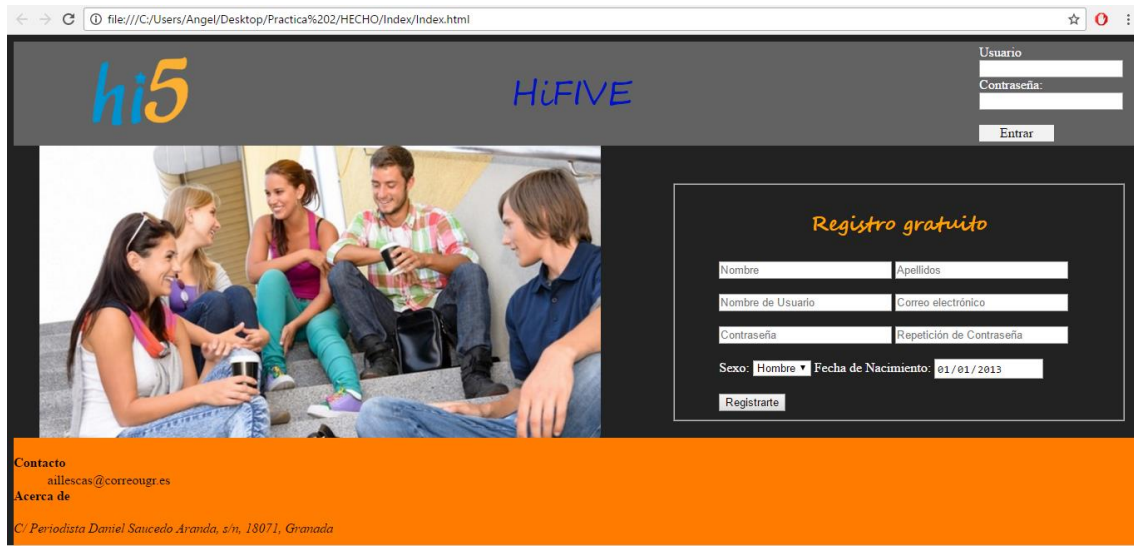 file:///C:/Users/Angel/Desktop/Practica%202/HECHO/Index/Index.html
hi5
HiFIVE
Usuario
Contraseña:
Entrar
Registro gratuito
Nombre Apellidos
Nombre de Usuario Correo electrónico
Contraseña Repetición de Contraseña
Sexo: Hombre Fecha de Nacimiento: 01/01/2013
Registrarte
Contacto
aillescas@correougr.es
Acerca de
C/ Periodista Daniel Saucedo Aranda, s/n, 18071, Granada